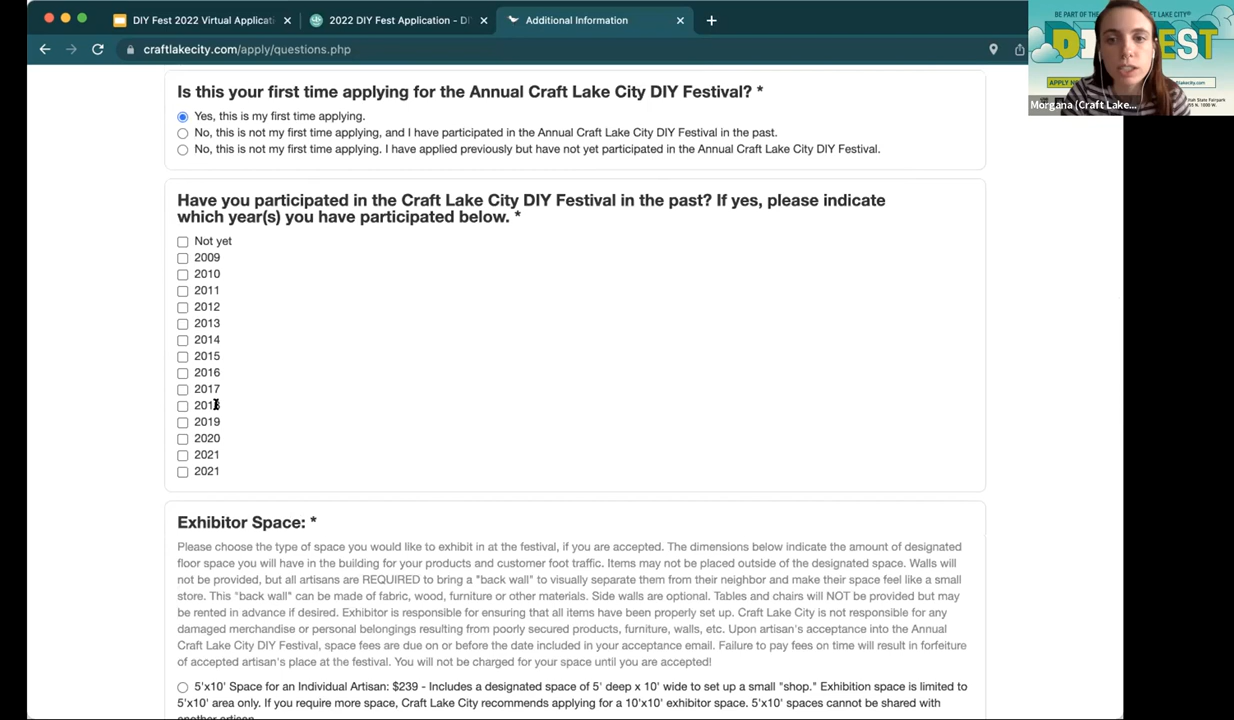 DIY Fest 2022 Virtual Applicati
2022 DIY Fest Application - DI
Additional Information
craftlakecity.com/apply/questions.php
BE PART OF THE
T LAKE CITY®
Morgana (Craft Lake...
Is this your first time applying for the Annual Craft Lake City DIY Festival? *
Yes, this is my first time applying.
No, this is not my first time applying, and I have participated in the Annual Craft Lake City DIY Festival in the past.
No, this is not my first time applying. I have applied previously but have not yet participated in the Annual Craft Lake City DIY Festival.
Have you participated in the Craft Lake City DIY Festival in the past? If yes, please indicate
which year(s) you have participated below. *
Not yet
2009
2010
2011
2012
2013
2014
2015
2016
2017
2018
2019
2020
2021
2021
Exhibitor Space: *
Please choose the type of space you would like to exhibit in at the festival, if you are accepted. The dimensions below indicate the amount of designated
floor space you will have in the building for your products and customer foot traffic. Items may not be placed outside of the designated space. Walls will
not be provided, but all artisans are REQUIRED to bring a "back wall" to visually separate them from their neighbor and make their space feel like a small
store. This "back wall" can be made of fabric, wood, furniture or other materials. Side walls are optional. Tables and chairs will NOT be provided but may
be rented in advance if desired. Exhibitor is responsible for ensuring that all items have been properly set up. Craft Lake City is not responsible for any
damaged merchandise or personal belongings resulting from poorly secured products, furniture, walls, etc. Upon artisan's acceptance into the Annual
Craft Lake City DIY Festival, space fees are due on or before the date included in your acceptance email. Failure to pay fees on time will result in forfeiture
of accepted artisan's place at the festival. You will not be charged for your space until you are accepted!
5'x10' Space for an Individual Artisan: $239 - Includes a designated space of 5' deep x 10' wide to set up a small "shop." Exhibition space is limited to
5'x10' area only. If you require more space, Craft Lake City recommends applying for a 10'x10' exhibitor space. 5'x10' spaces cannot be shared with
another artisan.